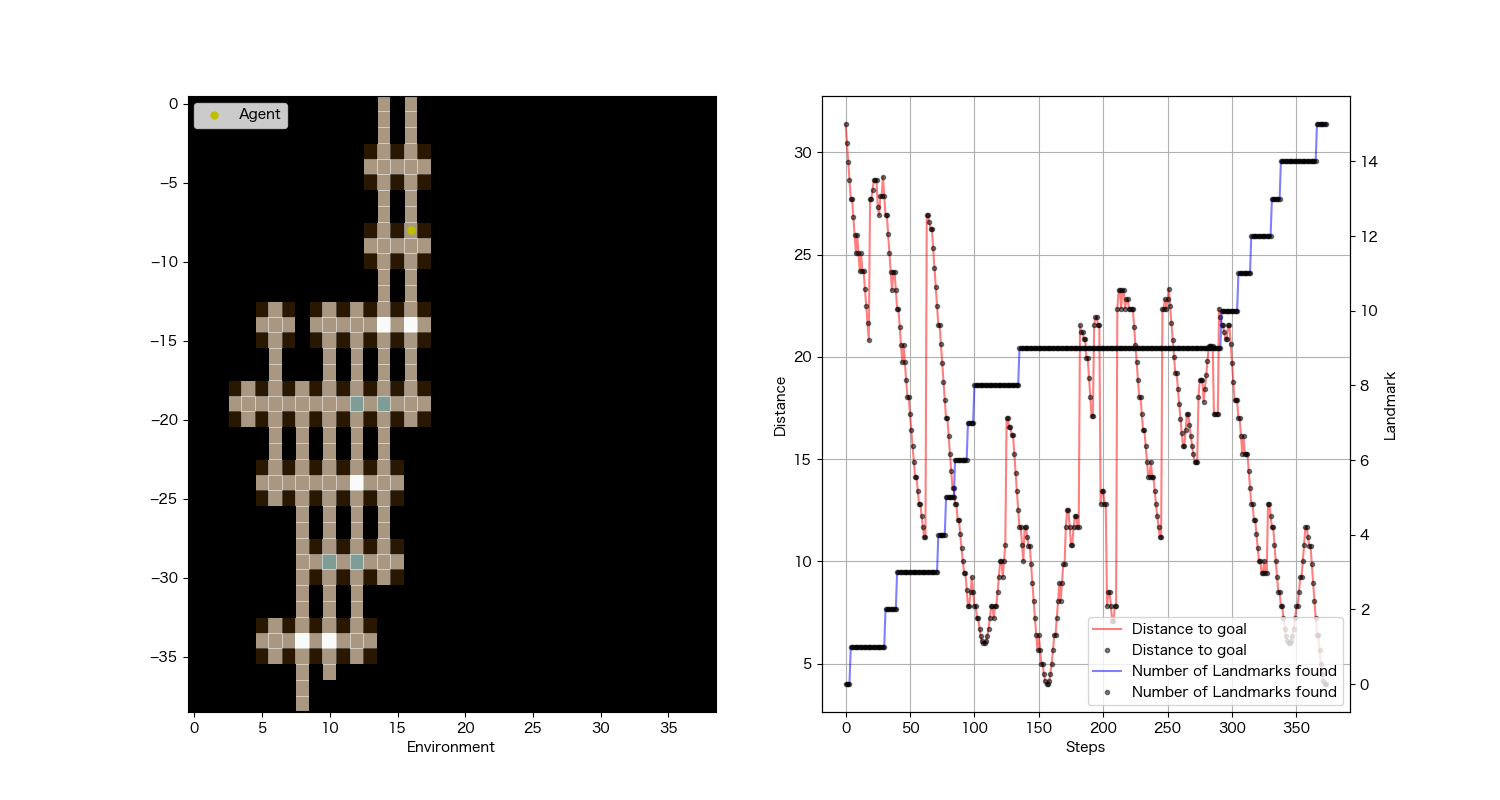 Agent
0
−5
−10
−15
−20
−25
−30
−35
0 5 10 15 20 25 30 35
Environment
30
25
20
15
10
5
Distance
14
12
10
8
6
4
2
0
Landmark
Distance to goal
Distance to goal
Number of Landmarks found
Number of Landmarks found
0 50 100 150 200 250 300 350
Steps